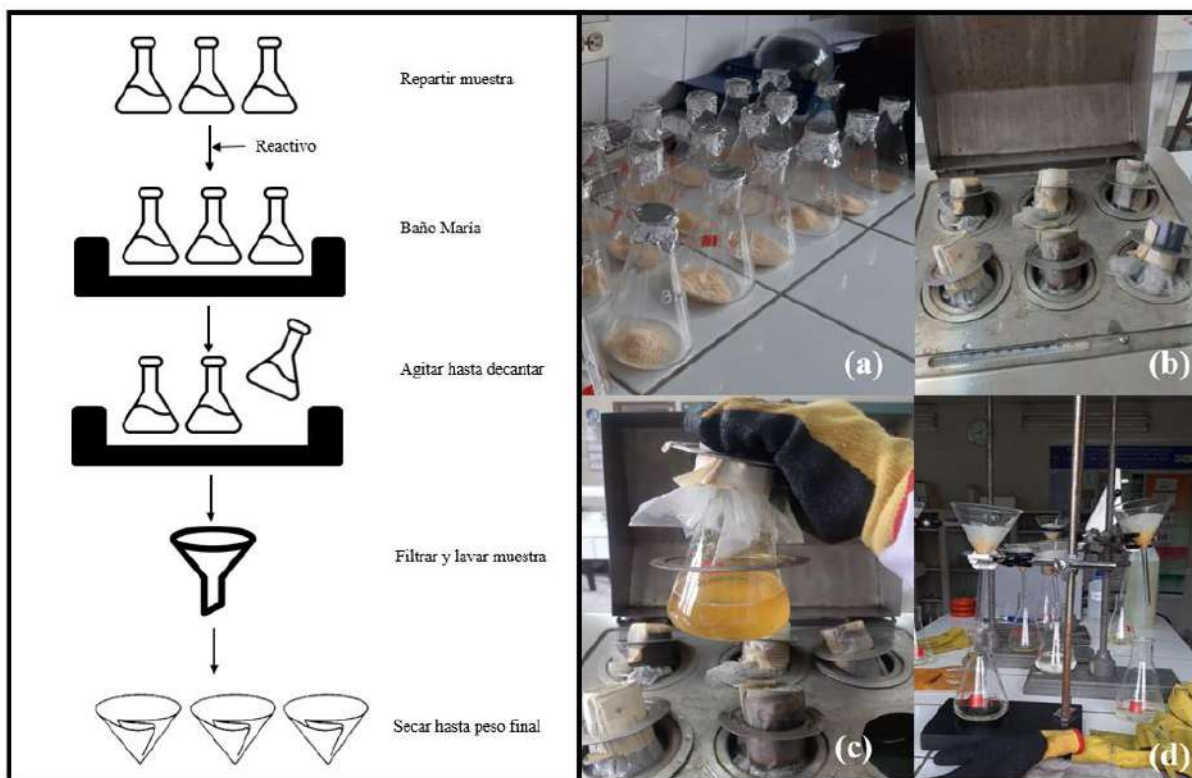 Repartir muestra
Reactivo
Baño María
Agitar hasta decantar
Filtrar y lavar muestra
Secar hasta peso final
(a)
(b)
(c)
(d)